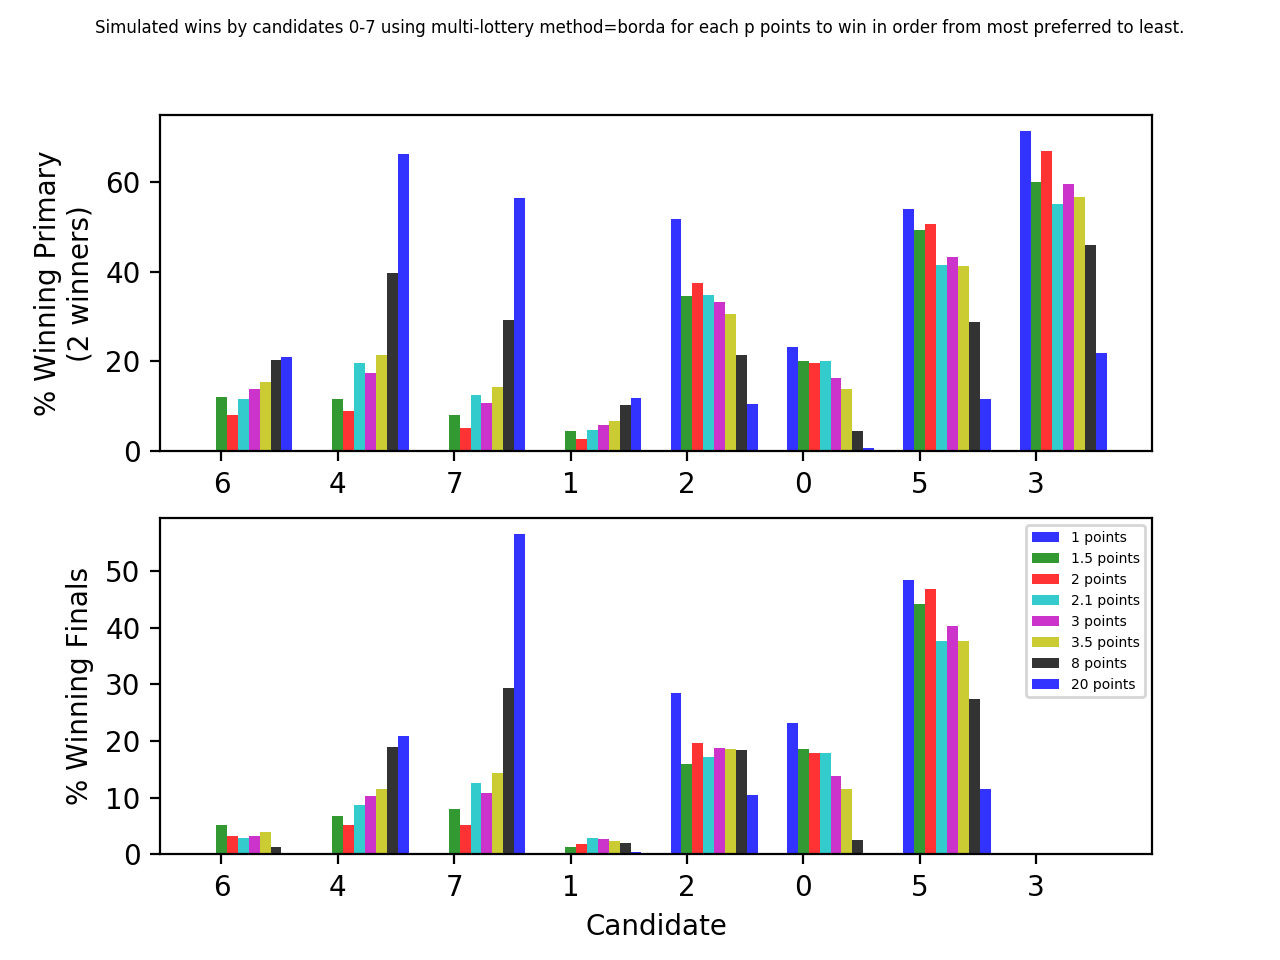 Simulated wins by candidates 0-7 using multi-lottery method=borda for each p points to win in order from most preferred to least.
% Winning Primary
(2 winners)
60
40
20
0
6 4 7 1 2 0 5 3
% Winning Finals
50
40
30
20
10
0
1 points
1.5 points
2 points
2.1 points
3 points
3.5 points
8 points
20 points
6 4 7 1 2 0 5 3
Candidate